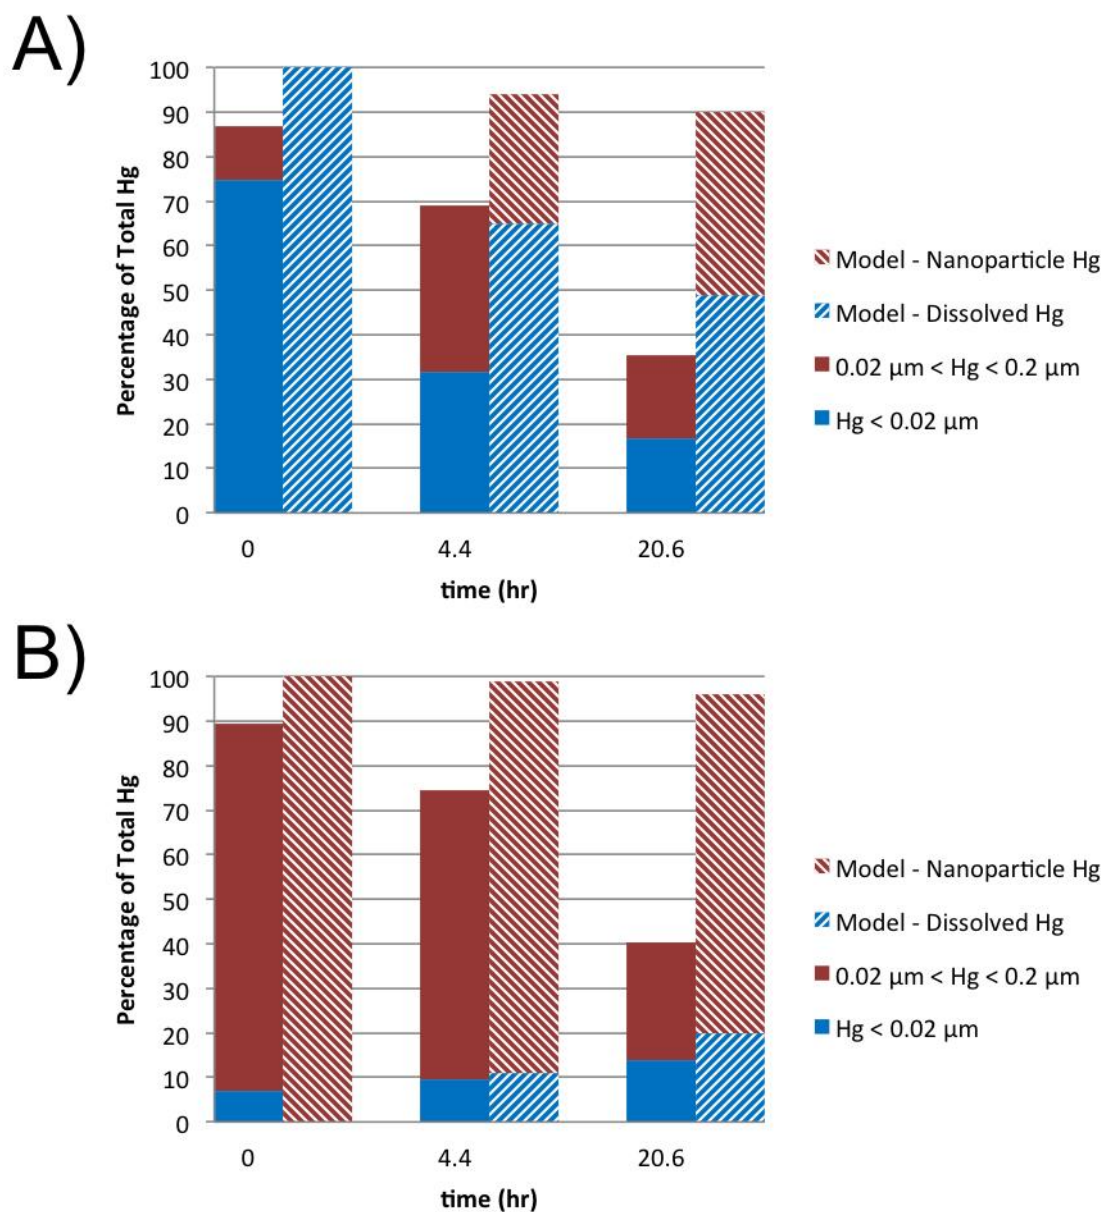 A)
Percentage of Total Hg
100
90
80
70
60
50
40
30
20
10
0
0
4.4
20.6
time (hr)
Model - Nanoparticle Hg
Model - Dissolved Hg
0.02 µm < Hg < 0.2 µm
Hg < 0.02 µm
B)
Percentage of Total Hg
100
90
80
70
60
50
40
30
20
10
0
0
4.4
20.6
time (hr)
Model - Nanoparticle Hg
Model - Dissolved Hg
0.02 µm < Hg < 0.2 µm
Hg < 0.02 µm